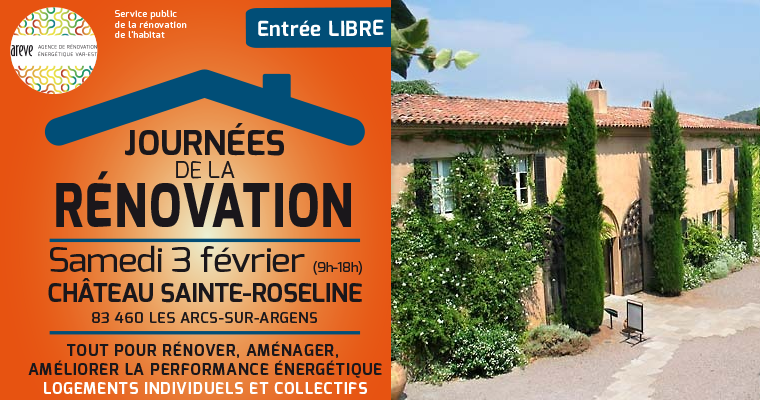 areve
AGENCE DE RÉNOVATION
ÉNERGÉTIQUE VAR-EST
Service public
de la rénovation
de l'habitat
Entrée LIBRE
JOURNÉES
DE LA
RÉNOVATION
Samedi 3 février (9h-18h)
CHÂTEAU SAINTE-ROSELINE
83 460 LES ARCS-SUR-ARGENS
TOUT POUR RÉNOVER, AMÉNAGER,
AMÉLIORER LA PERFORMANCE ÉNERGÉTIQUE
LOGEMENTS INDIVIDUELS ET COLLECTIFS